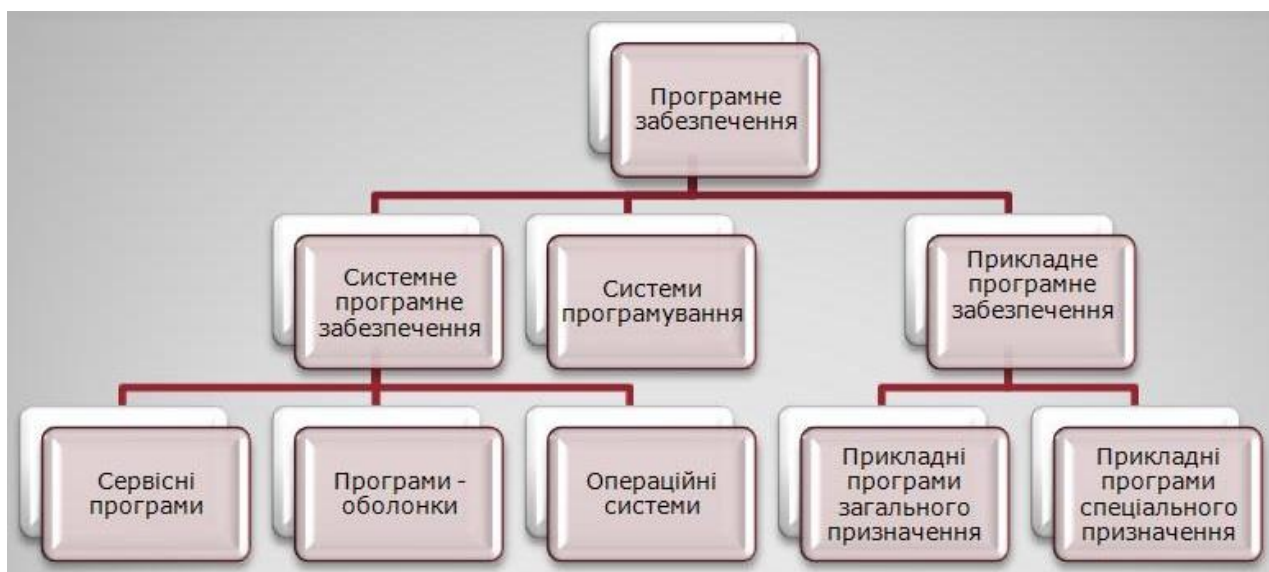 Програмне
забезпечення
Системне
програмне
забезпечення
Системи
програмування
Прикладне
програмне
забезпечення
Сервісні
програми
Програми -
оболонки
Операційні
системи
Прикладні
програми
загального
призначення
Прикладні
програми
спеціального
призначення